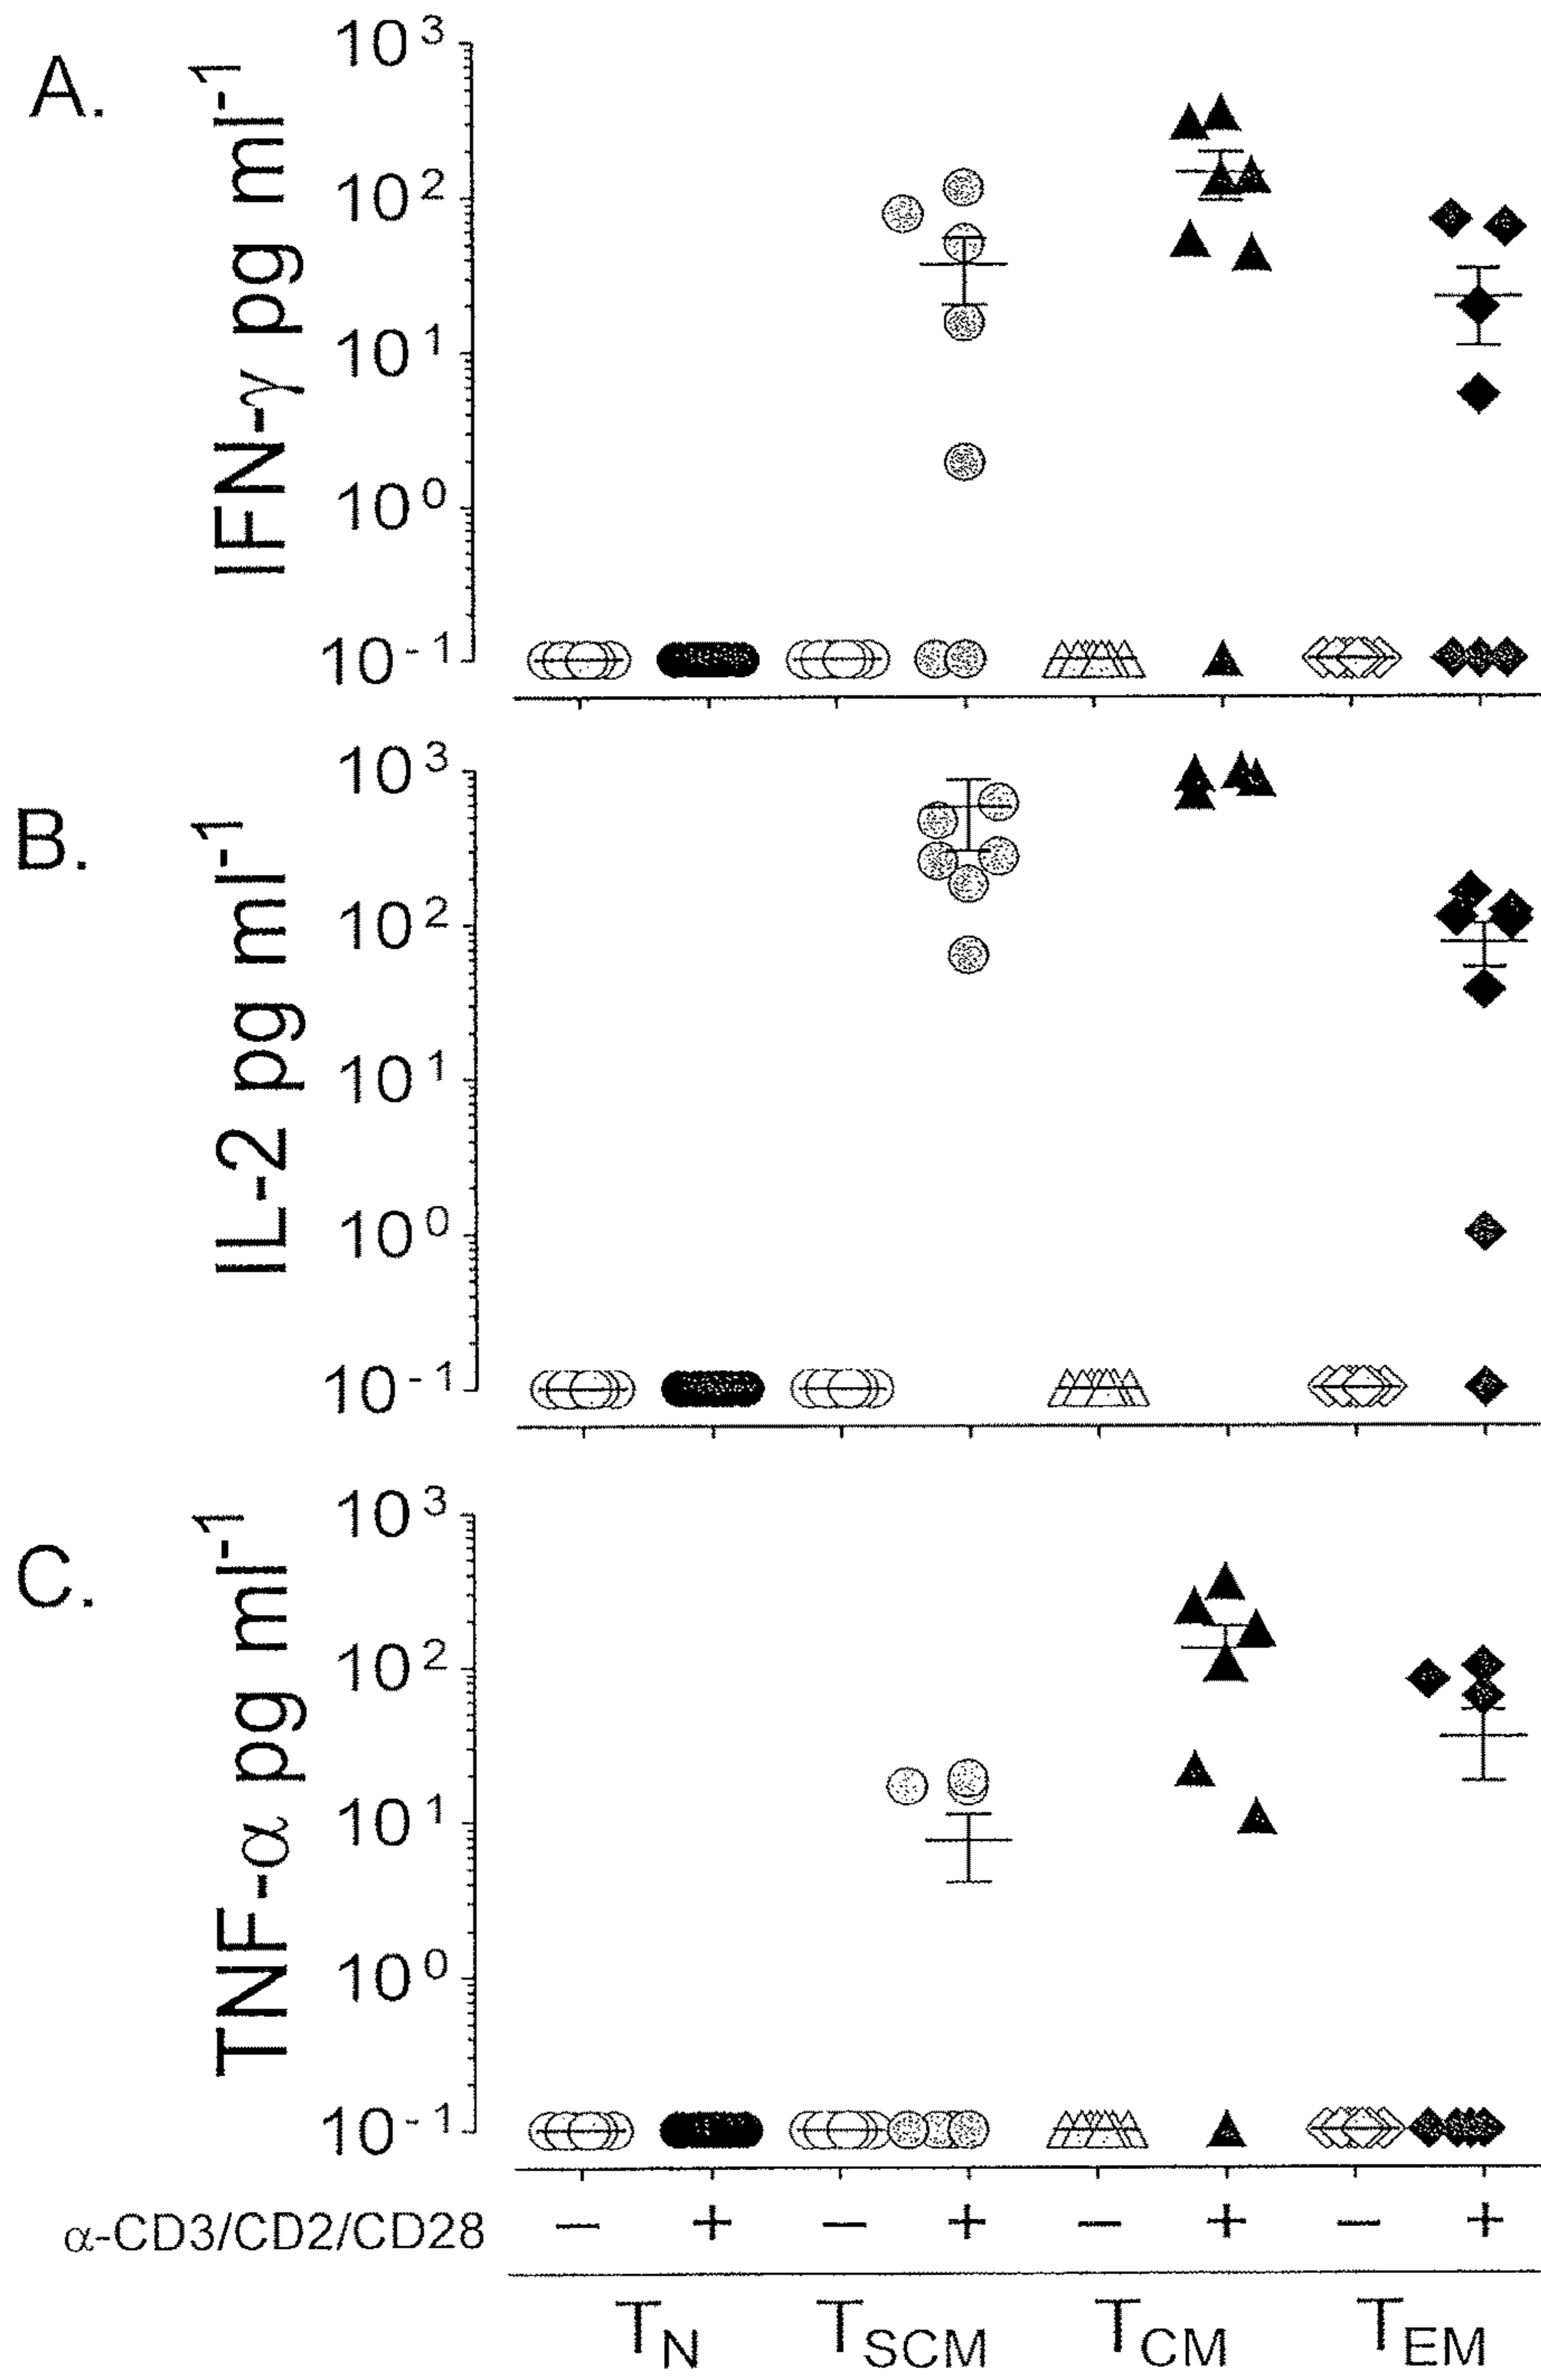 A.
IFN-γ pg ml⁻¹
10³
10²
10¹
10⁰
10⁻¹
B.
IL-2 pg ml⁻¹
10³
10²
10¹
10⁰
10⁻¹
C.
TNF-α pg ml⁻¹
10³
10²
10¹
10⁰
10⁻¹
α-CD3/CD2/CD28 − + − + − + − +
T_N T_SCM T_CM T_EM